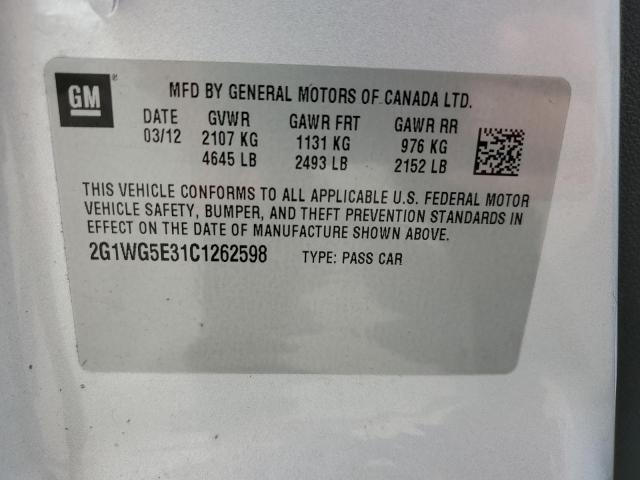 GM®
MFD BY GENERAL MOTORS OF CANADA LTD.
DATE GVWR GAWR FRT GAWR RR
03/12 2107 KG 1131 KG 976 KG
4645 LB 2493 LB 2152 LB
THIS VEHICLE CONFORMS TO ALL APPLICABLE U.S. FEDERAL MOTOR
VEHICLE SAFETY, BUMPER, AND THEFT PREVENTION STANDARDS IN
EFFECT ON THE DATE OF MANUFACTURE SHOWN ABOVE.
2G1WG5E31C1262598 TYPE: PASS CAR